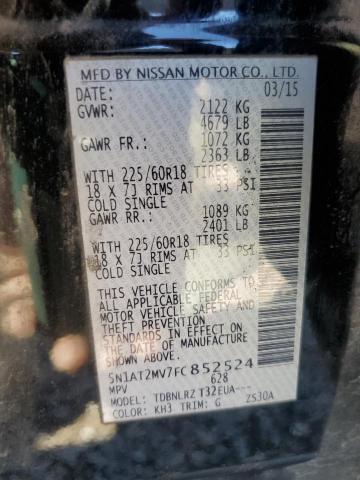 MFD BY NISSAN MOTOR CO., LTD.
DATE: 03/15
GVWR: 2122 KG
4679 LB
GAWR FR.: 1072 KG
2363 LB
WITH 225/60R18 TIRES
18 X 7J RIMS AT 33 PSI
COLD SINGLE
GAWR RR.: 1089 KG
2401 LB
WITH 225/60R18 TIRES
18 X 7J RIMS AT 33 PSI
COLD SINGLE
THIS VEHICLE CONFORMS TO
ALL APPLICABLE FEDERAL
MOTOR VEHICLE SAFETY
STANDARDS IN EFFECT ON THE
DATE OF MANUFACTURE
SHOWN ABOVE.
5N1AT2MV7FC852524
MPV 628
MODEL: TDBNLRZ T32EUA---
COLOR: KH3 TRIM: G ZS30A